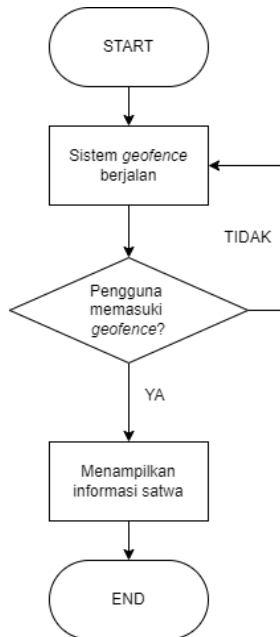 START
Sistem geofence
berjalan
TIDAK
Pengguna
memasuki
geofence?
YA
Menampilkan
informasi satwa
END